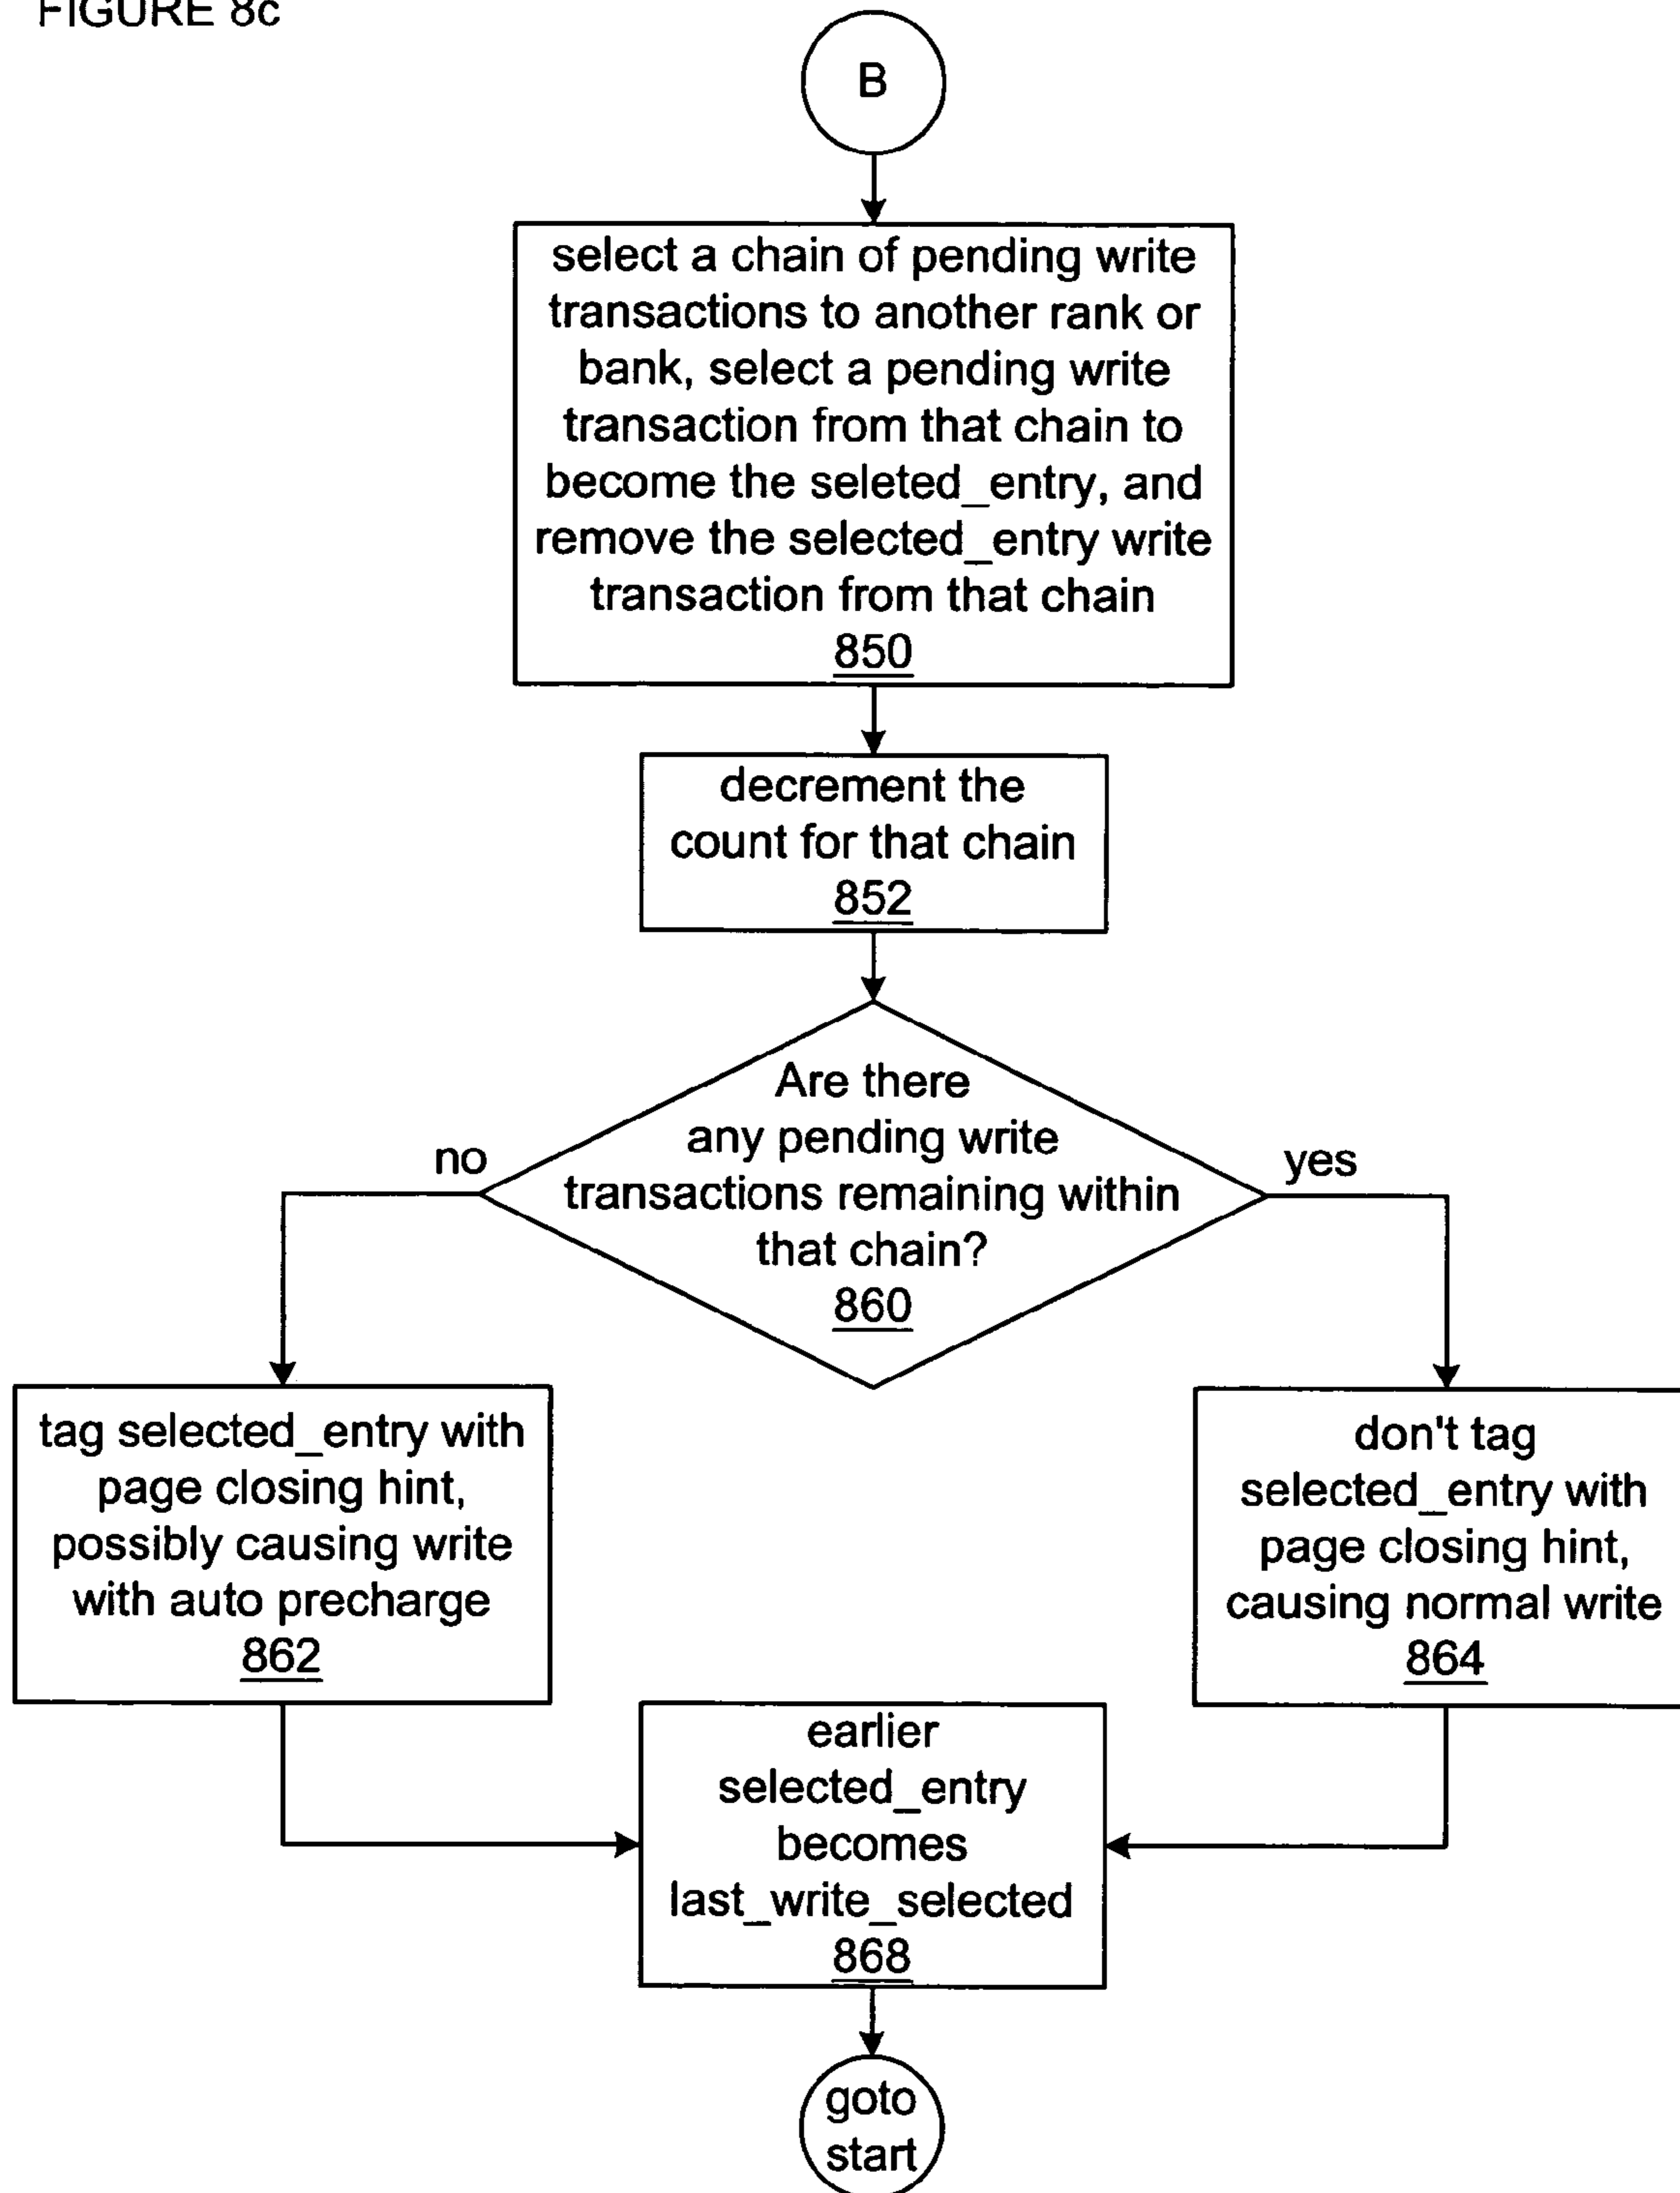 FIGURE 8c
B
select a chain of pending write
transactions to another rank or
bank, select a pending write
transaction from that chain to
become the seleted_entry, and
remove the selected_entry write
transaction from that chain
850
decrement the
count for that chain
852
Are there
any pending write
transactions remaining within
that chain?
860
no
yes
tag selected_entry with
page closing hint,
possibly causing write
with auto precharge
862
don't tag
selected_entry with
page closing hint,
causing normal write
864
earlier
selected_entry
becomes
last_write_selected
868
goto
start